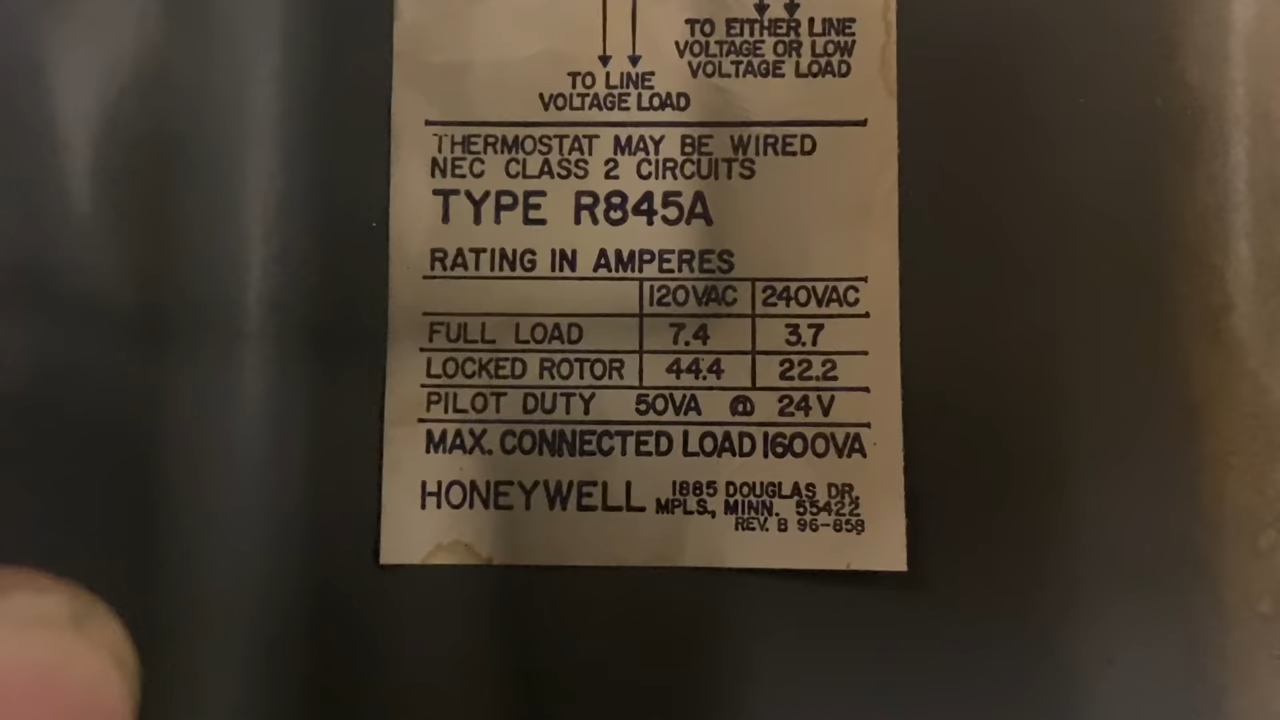 TO EITHER LINE
VOLTAGE OR LOW
VOLTAGE LOAD
TO LINE
VOLTAGE LOAD
THERMOSTAT MAY BE WIRED
NEC CLASS 2 CIRCUITS
TYPE R845A
RATING IN AMPERES
120VAC 240VAC
FULL LOAD 7.4 3.7
LOCKED ROTOR 44.4 22.2
PILOT DUTY 50VA @ 24V
MAX. CONNECTED LOAD 1600VA
HONEYWELL 1885 DOUGLAS DR.
MPLS., MINN. 55422
REV. B 96-858